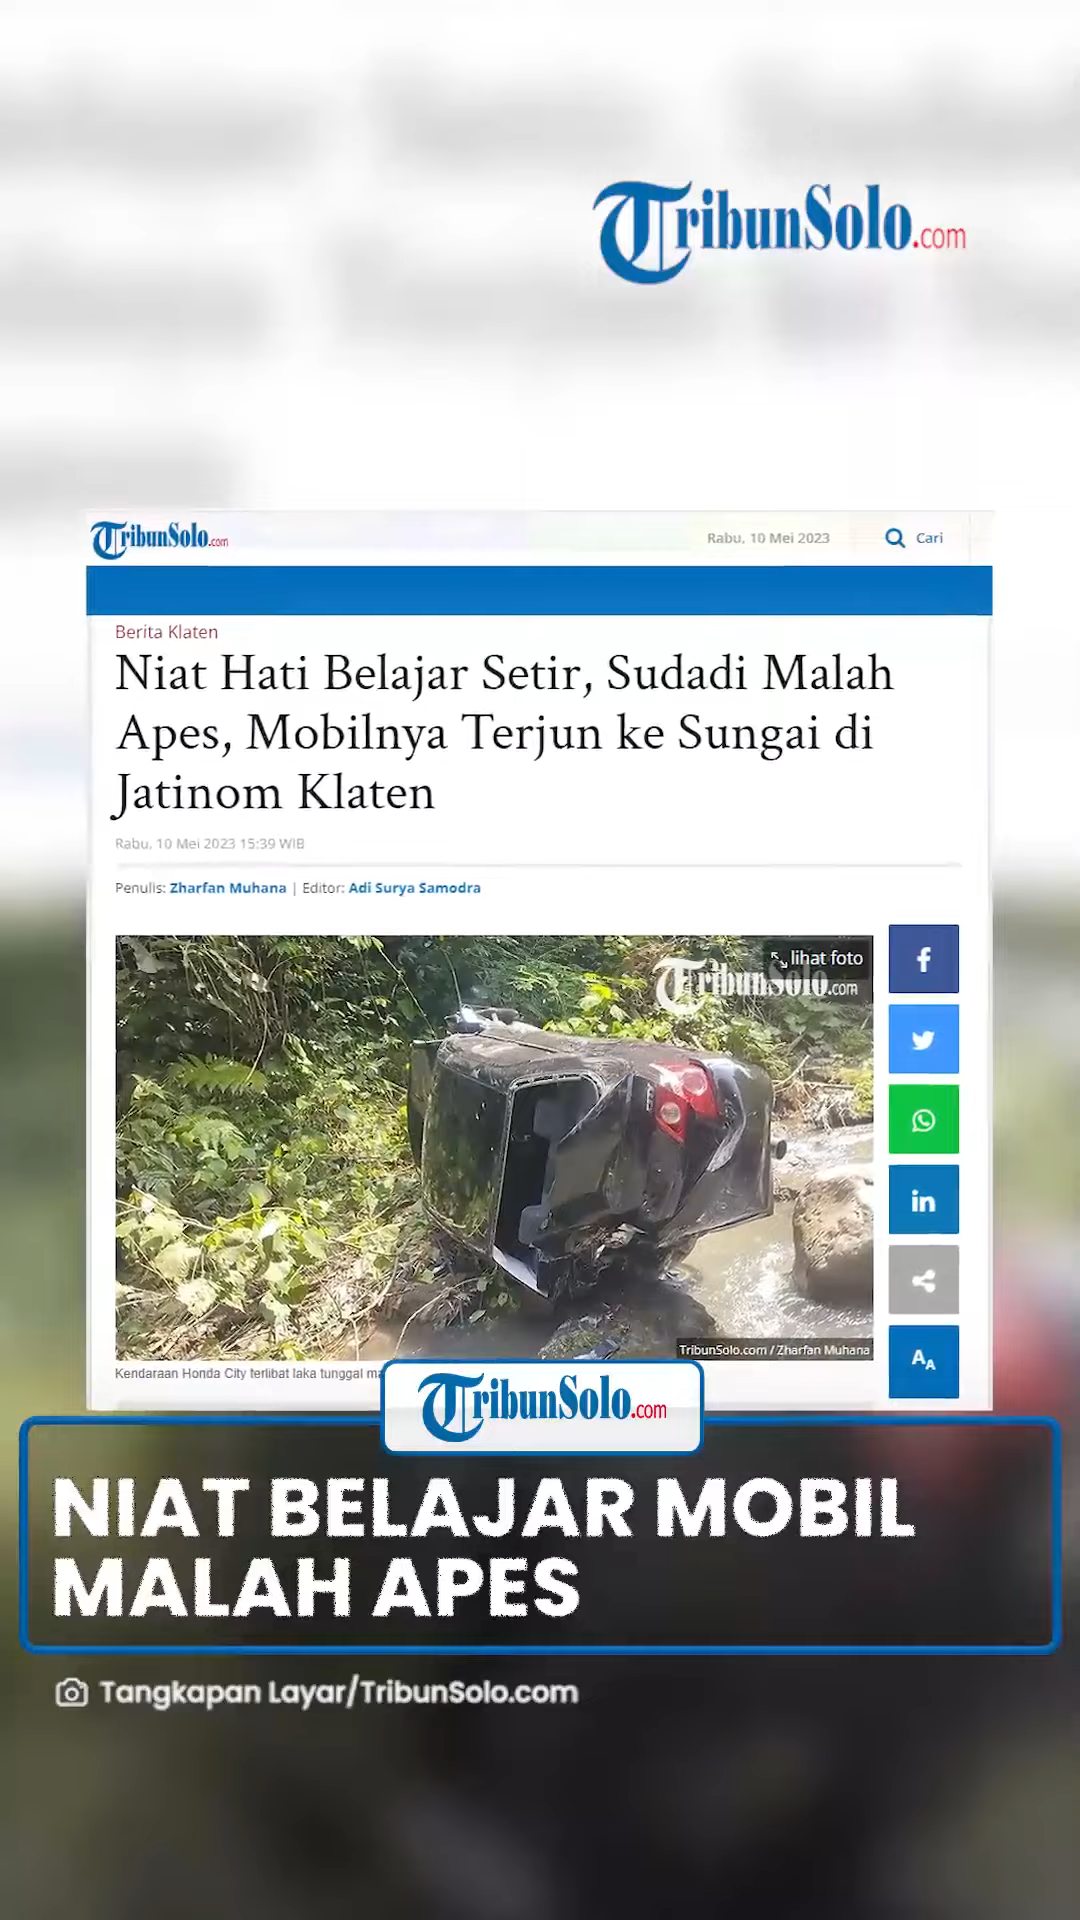 TribunSolo.com
TribunSolo.com
Rabu, 10 Mei 2023
Cari
Berita Klaten
Niat Hati Belajar Setir, Sudadi Malah
Apes, Mobilnya Terjun ke Sungai di
Jatinom Klaten
Rabu, 10 Mei 2023 15:39 WIB
Penulis: Zharfan Muhana | Editor: Adi Surya Samodra
lihat foto
TribunSolo.com
TribunSolo.com / Zharfan Muhana
Kendaraan Honda City terlibat laka tunggal
TribunSolo.com
NIAT BELAJAR MOBIL
MALAH APES
Tangkapan Layar/TribunSolo.com